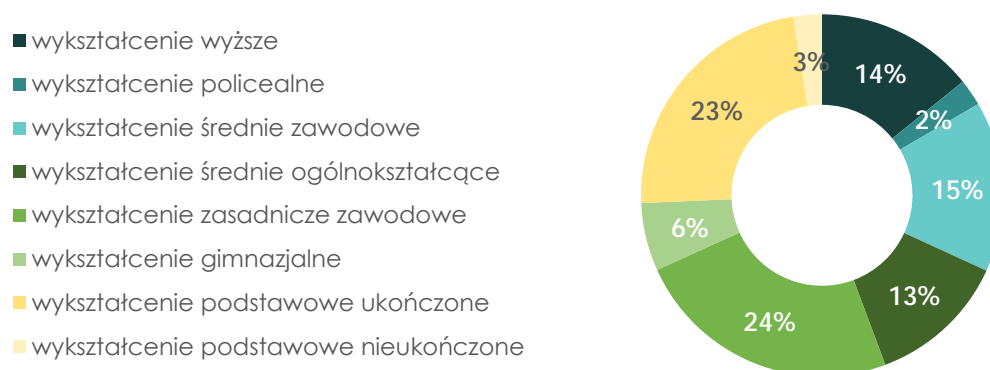 wykształcenie wyższe
wykształcenie policealne
wykształcenie średnie zawodowe
wykształcenie średnie ogólnokształcące
wykształcenie zasadnicze zawodowe
wykształcenie gimnazjalne
wykształcenie podstawowe ukończone
wykształcenie podstawowe nieukończone
14%
2%
15%
13%
24%
6%
23%
3%